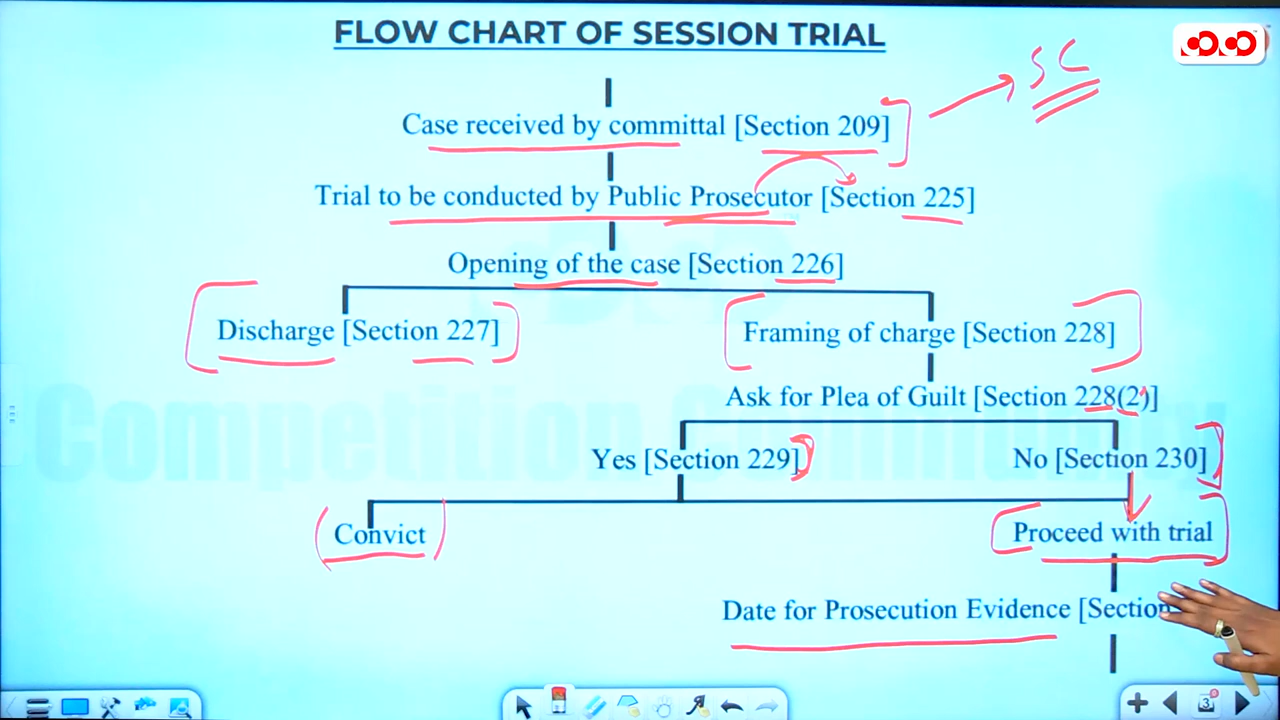 FLOW CHART OF SESSION TRIAL
SC
Case received by committal [Section 209]
Trial to be conducted by Public Prosecutor [Section 225]
Opening of the case [Section 226]
Discharge [Section 227]
Framing of charge [Section 228]
Ask for Plea of Guilt [Section 228(2)]
Yes [Section 229]
No [Section 230]
Convict
Proceed with trial
Date for Prosecution Evidence [Section
3